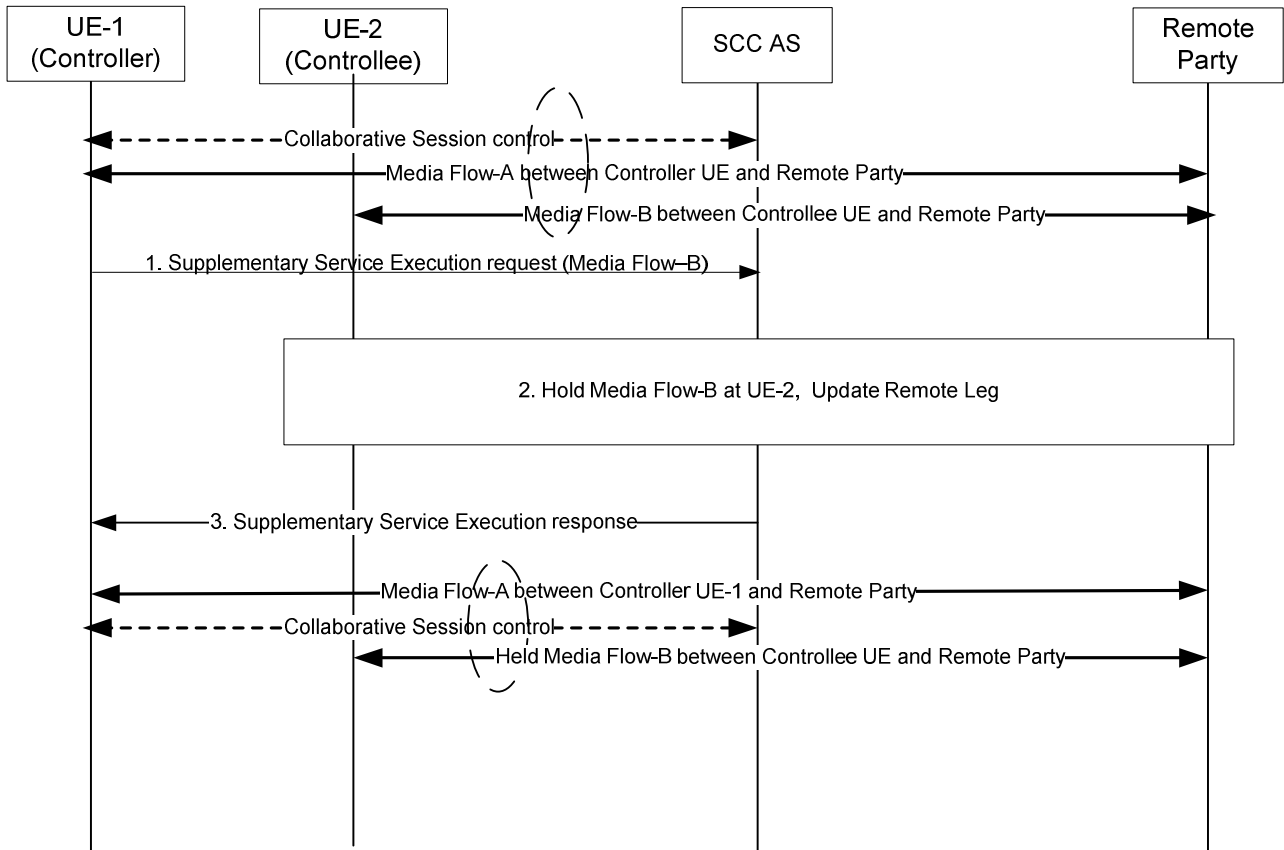 UE-1
(Controller)
UE-2
(Controllee)
SCC AS
Remote
Party
Collaborative Session control
Media Flow-A between Controller UE and Remote Party
Media Flow-B between Controllee UE and Remote Party
1. Supplementary Service Execution request (Media Flow–B)
2. Hold Media Flow-B at UE-2, Update Remote Leg
3. Supplementary Service Execution response
Media Flow-A between Controller UE-1 and Remote Party
Collaborative Session control
Held Media Flow-B between Controllee UE and Remote Party